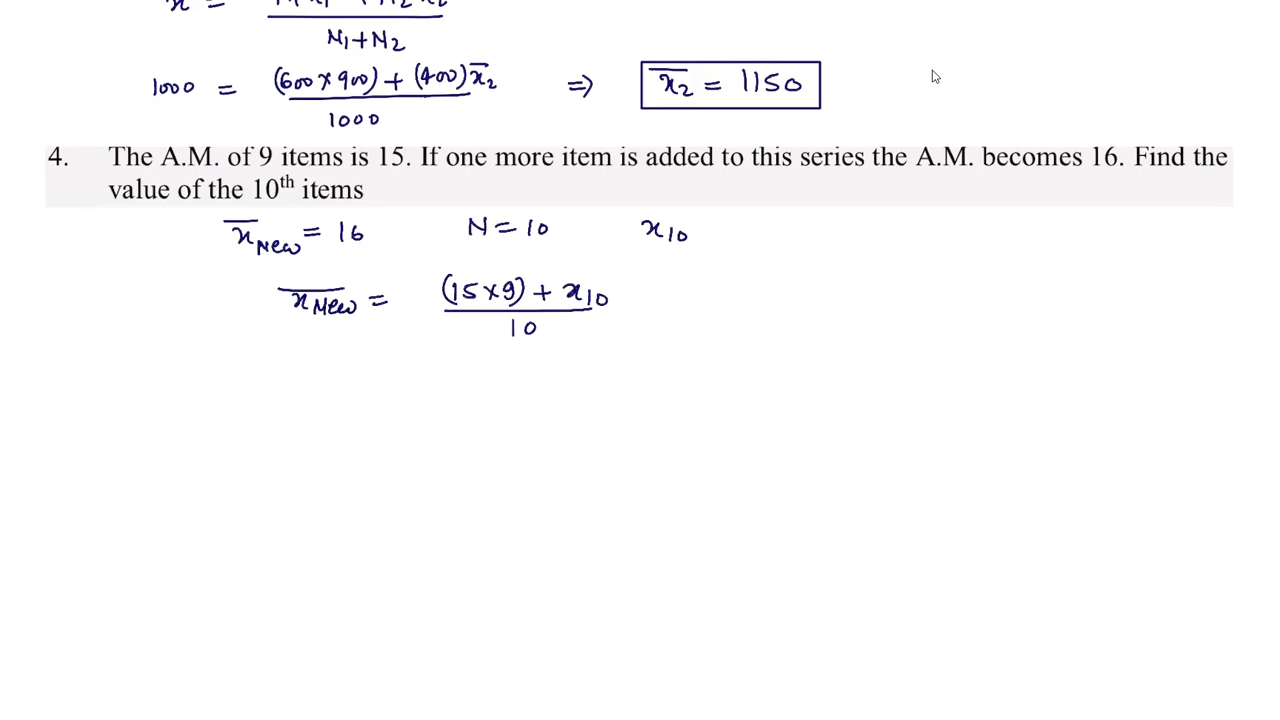 N₁+N₂
1000 = (600×900) + (400)x̄₂ / 1000 ⇒ x̄₂ = 1150
4. The A.M. of 9 items is 15. If one more item is added to this series the A.M. becomes 16. Find the
value of the 10th items
x̄New = 16 N = 10 x10
x̄New = (15×9) + x10 / 10